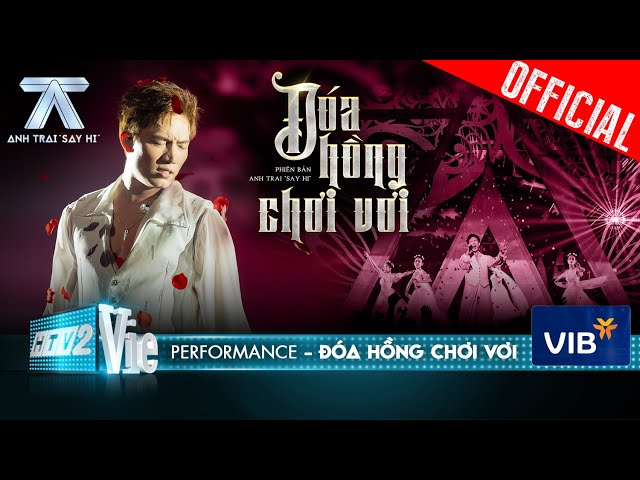 OFFICIAL
ANH TRAI "SAY HI"
Đóa
hồng
chơi vơi
PHIÊN BẢN
ANH TRAI "SAY HI"
HTV2
Vie
PERFORMANCE – ĐÓA HỒNG CHƠI VƠI
VIB